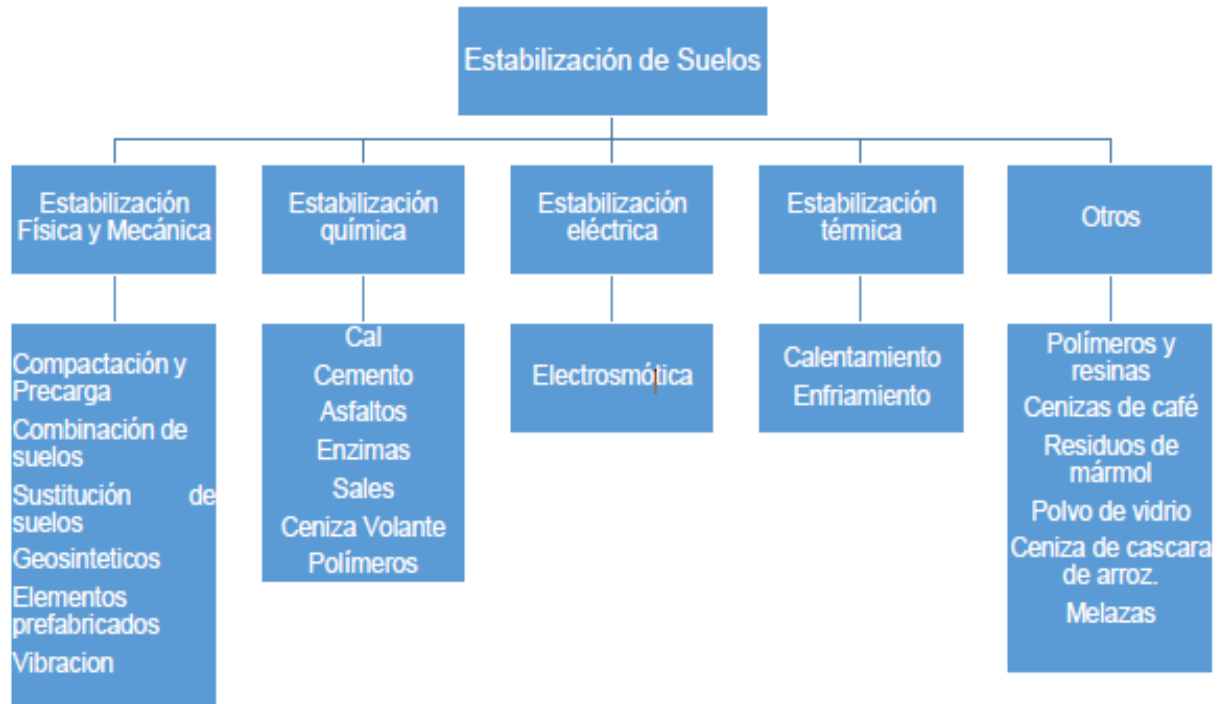 Estabilización de Suelos
Estabilización
Física y Mecánica
Estabilización
química
Estabilización
eléctrica
Estabilización
térmica
Otros
Compactación y
Precarga
Combinación de
suelos
Sustitución de
suelos
Geosinteticos
Elementos
prefabricados
Vibracion
Cal
Cemento
Asfaltos
Enzimas
Sales
Ceniza Volante
Polímeros
Electrosmótica
Calentamiento
Enfriamiento
Polímeros y
resinas
Cenizas de café
Residuos de
mármol
Polvo de vidrio
Ceniza de cascara
de arroz.
Melazas